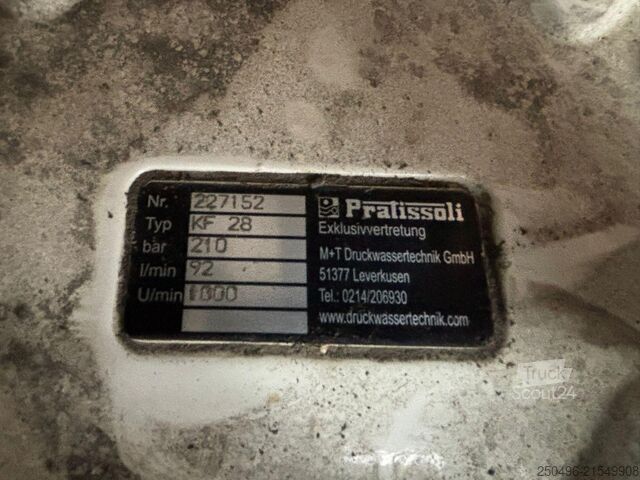 Nr. 227152
Typ KF 28
bar 210
l/min 92
U/min 1000
Pratissoli
Exklusivvertretung
M+T Druckwassertechnik GmbH
51377 Leverkusen
Tel.: 0214/206930
www.druckwassertechnik.com
Truck
Scout24
250496-21549908